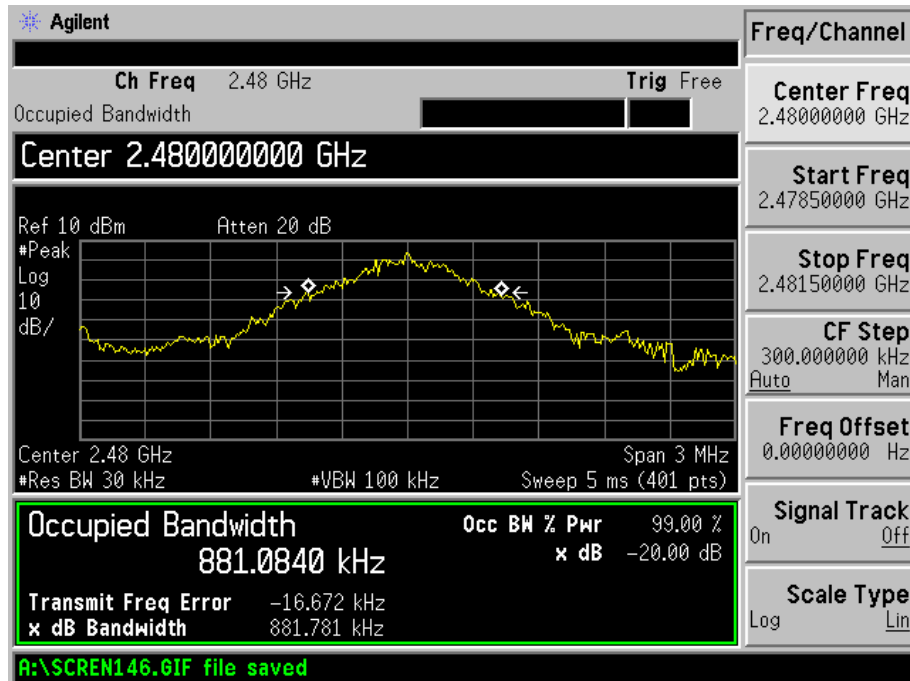 Agilent
Freq/Channel
Ch Freq 2.48 GHz
Trig Free
Occupied Bandwidth
Center 2.480000000 GHz
Ref 10 dBm
Atten 20 dB
#Peak
Log
10
dB/
Center 2.48 GHz
Span 3 MHz
#Res BW 30 kHz
#VBW 100 kHz
Sweep 5 ms (401 pts)
Occupied Bandwidth
881.0840 kHz
Occ BW % Pwr 99.00 %
x dB -20.00 dB
Transmit Freq Error -16.672 kHz
x dB Bandwidth 881.781 kHz
A:\SCREN146.GIF file saved
Center Freq
2.48000000 GHz
Start Freq
2.47850000 GHz
Stop Freq
2.48150000 GHz
CF Step
300.000000 kHz
Auto Man
Freq Offset
0.00000000 Hz
Signal Track
On Off
Scale Type
Log Lin